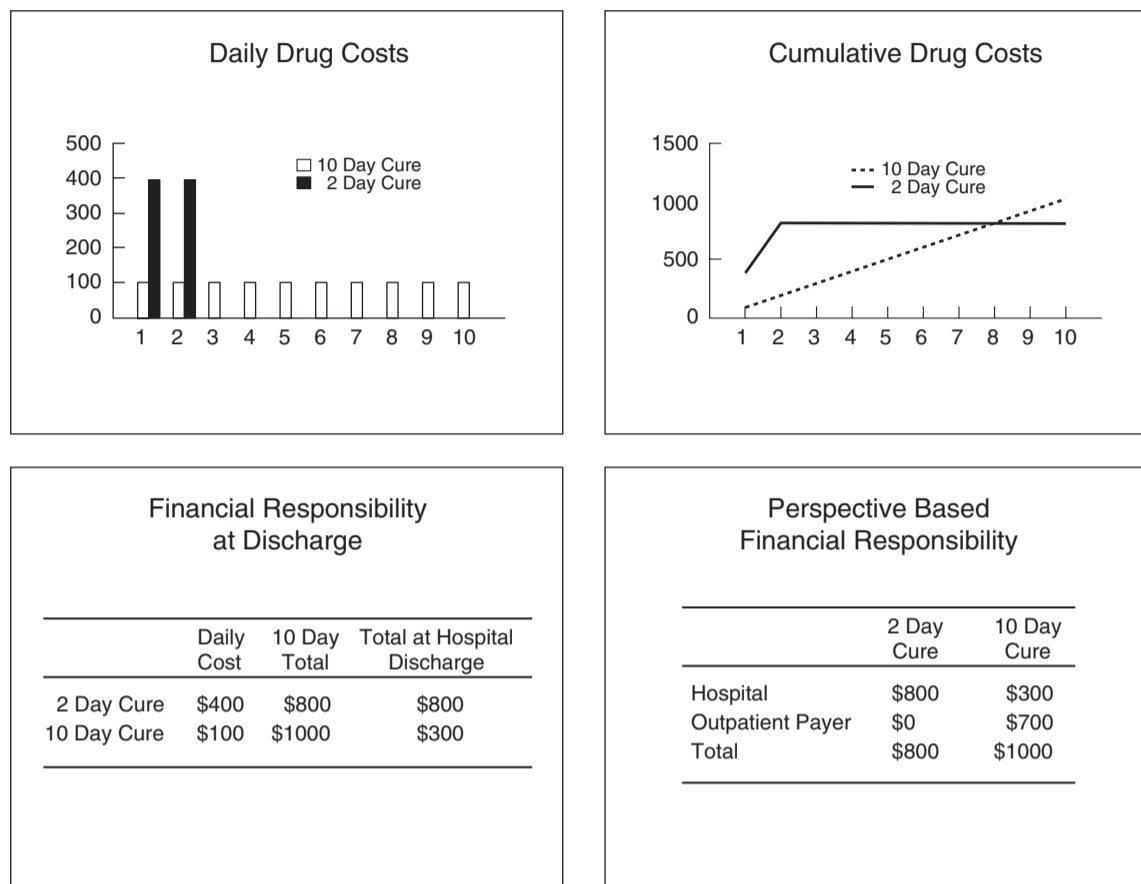 Daily Drug Costs
500
400
300
200
100
0
10 Day Cure
2 Day Cure
1 2 3 4 5 6 7 8 9 10
Cumulative Drug Costs
1500
1000
500
0
10 Day Cure
2 Day Cure
1 2 3 4 5 6 7 8 9 10
Financial Responsibility
at Discharge
Daily 10 Day Total at Hospital
Cost Total Discharge
2 Day Cure $400 $800 $800
10 Day Cure $100 $1000 $300
Perspective Based
Financial Responsibility
2 Day 10 Day
Cure Cure
Hospital $800 $300
Outpatient Payer $0 $700
Total $800 $1000